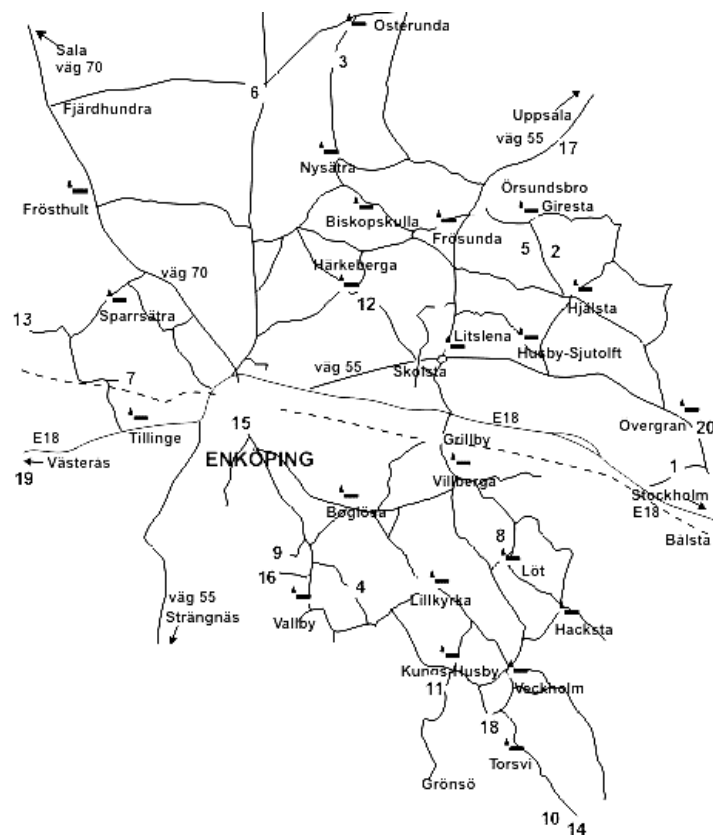 Österunda
Sala
väg 70
3
6
Uppsala
Fjärdhundra
väg 55
17
Nysätra
Frösthult
Örsundsbro
Giresta
Biskopskulla
Frösunda
5
2
Härkeberga
väg 70
12
Hjälsta
Sparrsätra
13
Litslena
Husby-Sjutolft
väg 55
Skolsta
7
15
E18
Övergran
20
E18
Tillinge
Grillby
Västerås
ENKÖPING
1
19
Villberga
Stockholm
E18
Boglösa
Bålsta
8
9
Löt
16
4
väg 55
Lillkyrka
Strängnäs
Vallby
Hacksta
Kungs-Husby
11
Veckholm
18
Torsvi
Grönsö
10
14